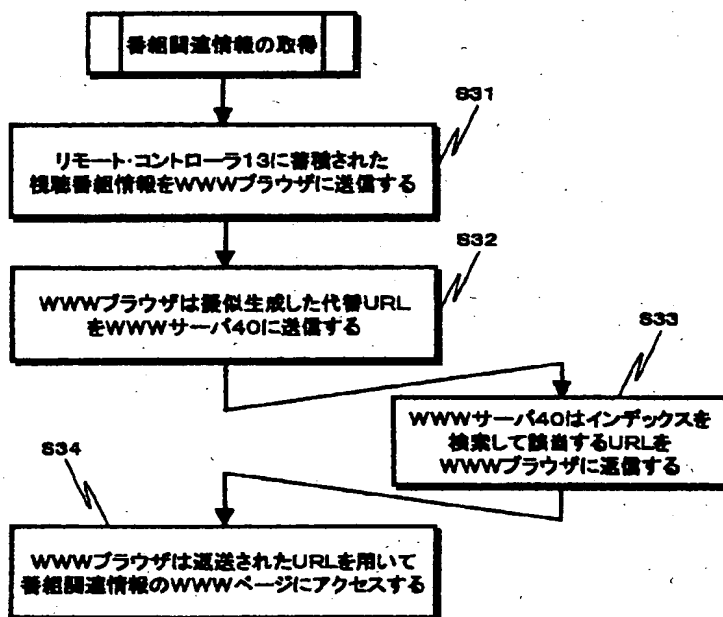 番組関連情報の取得
S31
リモート・コントローラ13に蓄積された
視聴番組情報をWWWブラウザに送信する
S32
WWWブラウザは擬似生成した代替URL
をWWWサーバ40に送信する
S33
WWWサーバ40はインデックスを
検索して該当するURLを
WWWブラウザに返信する
S34
WWWブラウザは返送されたURLを用いて
番組関連情報のWWWページにアクセスする